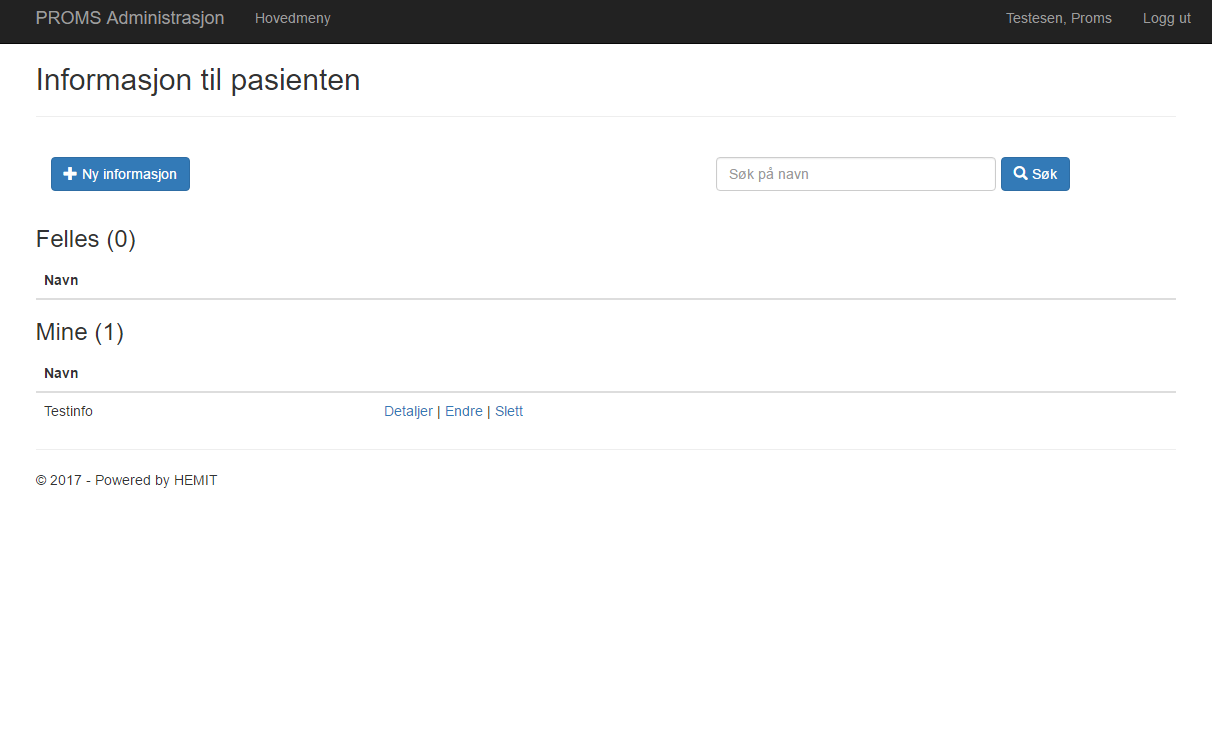 PROMS Administrasjon Hovedmeny Testesen, Proms Logg ut
Informasjon til pasienten
Ny informasjon Søk på navn Søk
Felles (0)
Navn
Mine (1)
Navn
Testinfo Detaljer | Endre | Slett
© 2017 - Powered by HEMIT